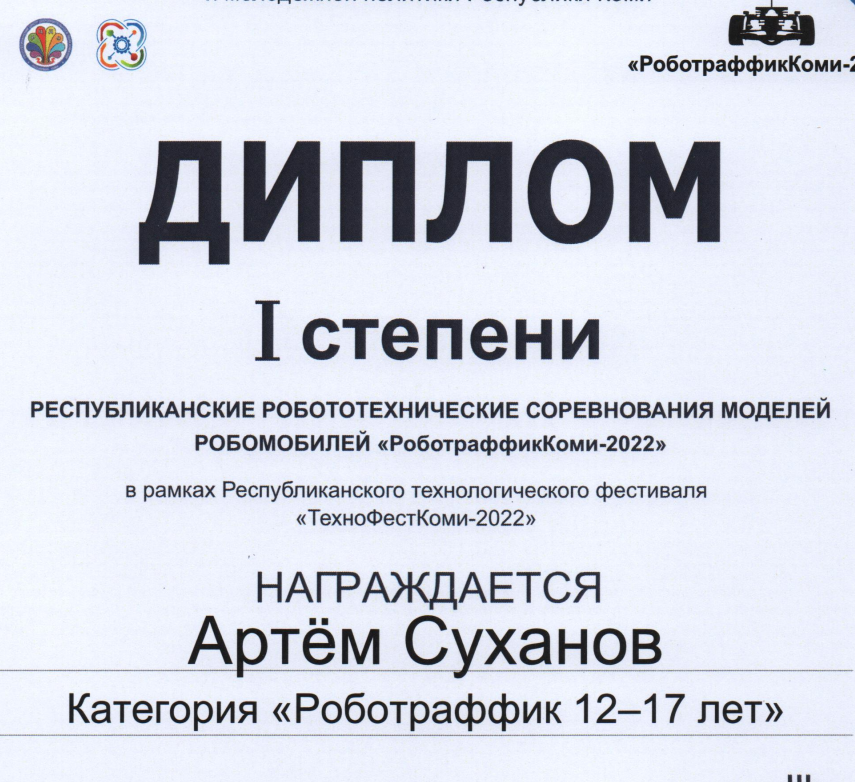 «РоботраффикКоми-2
ДИПЛОМ
I степени
РЕСПУБЛИКАНСКИЕ РОБОТОТЕХНИЧЕСКИЕ СОРЕВНОВАНИЯ МОДЕЛЕЙ
РОБОМОБИЛЕЙ «РоботраффикКоми-2022»
в рамках Республиканского технологического фестиваля
«ТехноФестКоми-2022»
НАГРАЖДАЕТСЯ
Артём Суханов
Категория «Роботраффик 12–17 лет»